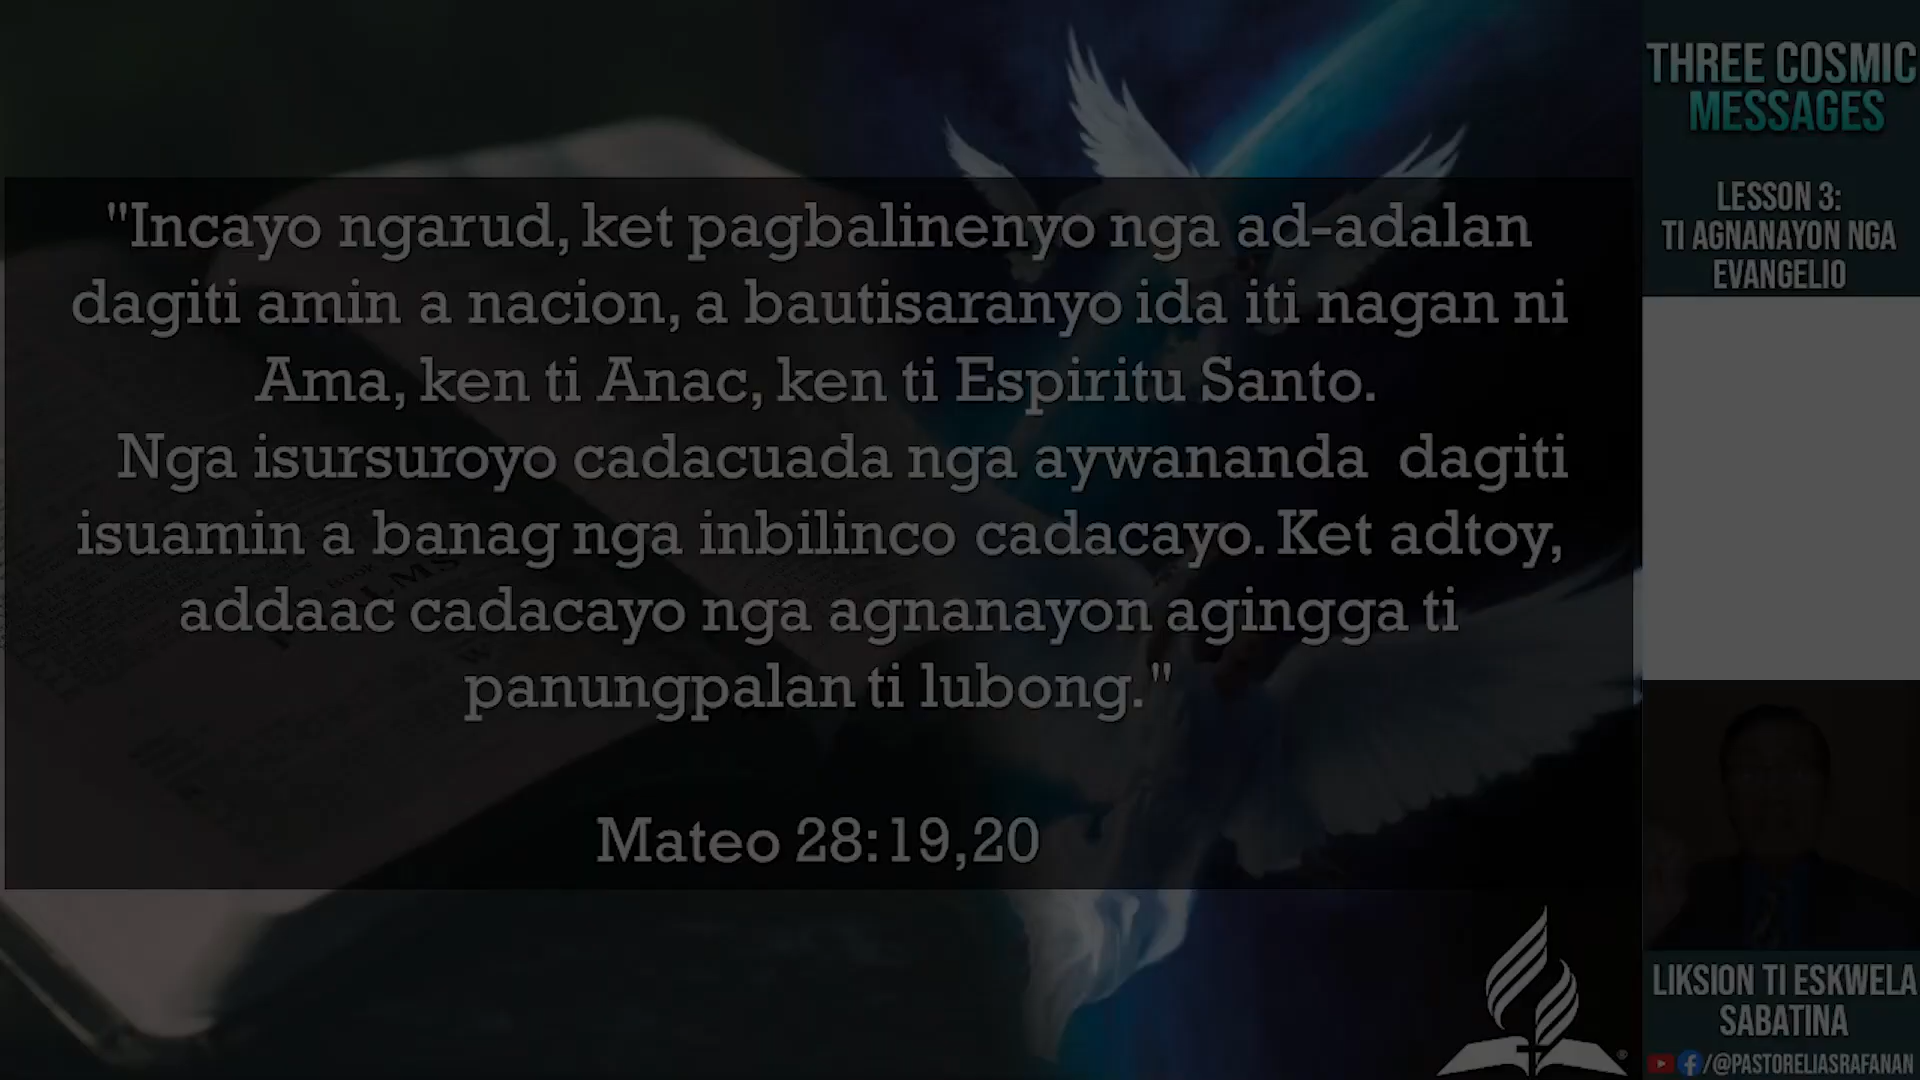 "Incayo ngarud, ket pagbalinenyo nga ad-adalan
dagiti amin a nacion, a bautisaranyo ida iti nagan ni
Ama, ken ti Anac, ken ti Espiritu Santo.
Nga isursuroyo cadacuada nga aywananda dagiti
isuamin a banag nga inbilinco cadacayo. Ket adtoy,
addaac cadacayo nga agnanayon agingga ti
panungpalan ti lubong."
Mateo 28:19,20
THREE COSMIC
MESSAGES
LESSON 3:
TI AGNANAYON NGA
EVANGELIO
LIKSION TI ESKWELA
SABATINA
/@PASTORELIASRAFANAN